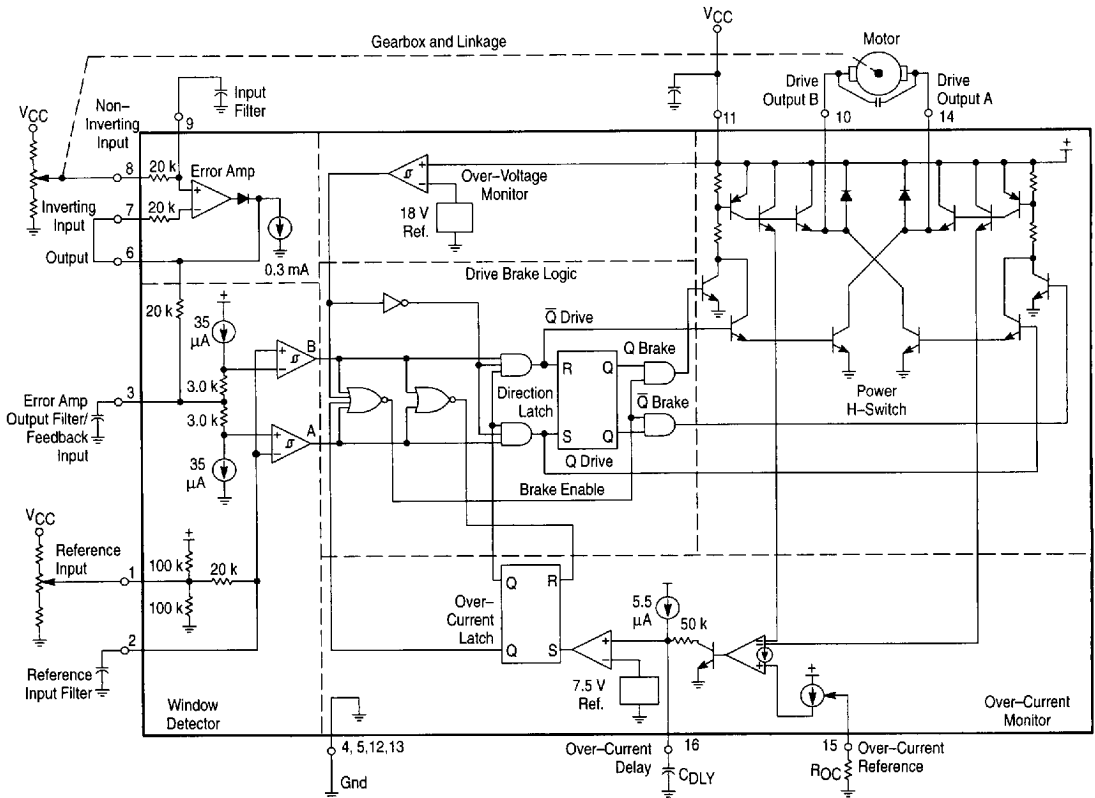 Gearbox and Linkage
VCC
Motor
Input
Filter
Drive
Output B
Drive
Output A
Non–
Inverting
Input
VCC
9
11
10
14
8
20 k
Error Amp
+
–
+
–
Over–Voltage
Monitor
+
Inverting
Input
7
20 k
18 V
Ref.
Output
6
0.3 mA
Drive Brake Logic
20 k
+
35
µA
Q̅ Drive
Q Brake
B
+
–
R
Q
3.0 k
Direction
Latch
Q̅ Brake
Power
H–Switch
3
Error Amp
Output Filter/
Feedback
Input
3.0 k
A
+
–
S
Q
35
µA
Q Drive
Brake Enable
VCC
Reference
Input
+
100 k
20 k
1
100 k
Q
R
Over–
Current
Latch
Q
S
5.5
µA
50 k
+
–
=
+
+
2
Reference
Input Filter
7.5 V
Ref.
Window
Detector
Over–Current
Monitor
4, 5,12,13
Gnd
Over–Current
Delay
16
CDLY
15
Over–Current
Reference
ROC